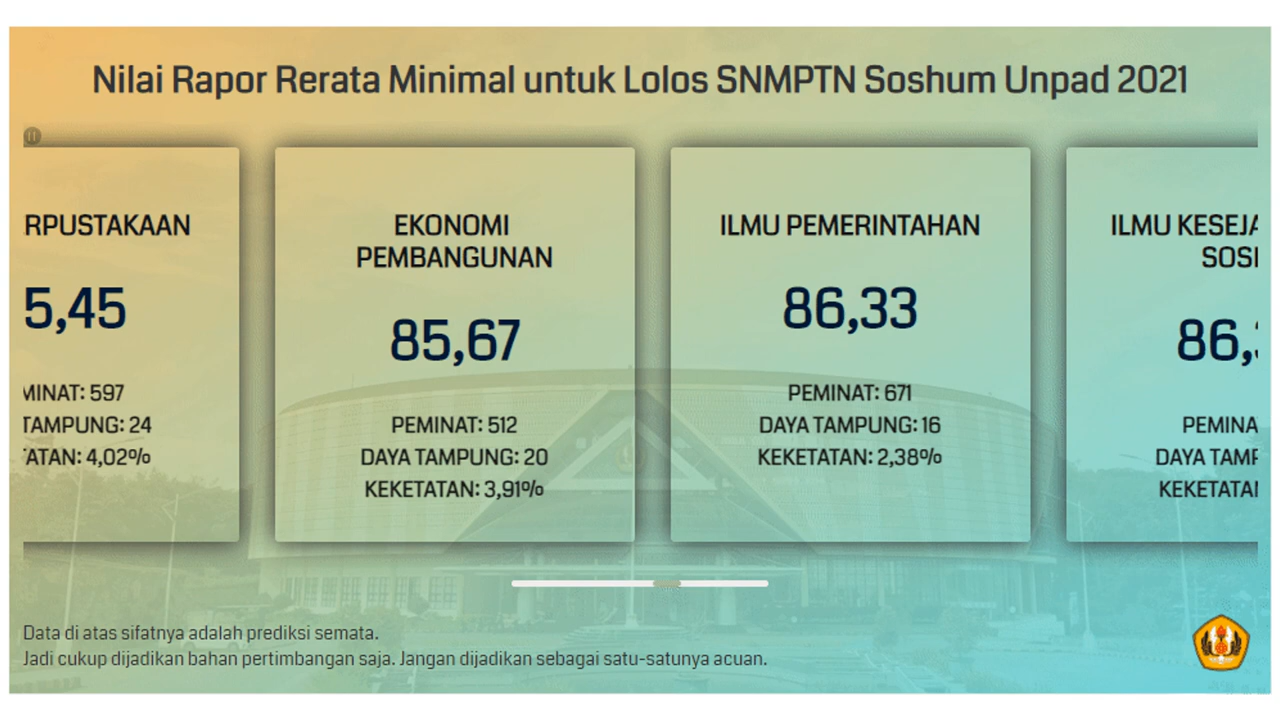 Nilai Rapor Rerata Minimal untuk Lolos SNMPTN Soshum Unpad 2021
RPUSTAKAAN
5,45
MINAT: 597
TAMPUNG: 24
TATAN: 4,02%
EKONOMI
PEMBANGUNAN
85,67
PEMINAT: 512
DAYA TAMPUNG: 20
KEKETATAN: 3,91%
ILMU PEMERINTAHAN
86,33
PEMINAT: 671
DAYA TAMPUNG: 16
KEKETATAN: 2,38%
ILMU KESEJA
SOSI
86,
PEMINA
DAYA TAMP
KEKETATAN
Data di atas sifatnya adalah prediksi semata.
Jadi cukup dijadikan bahan pertimbangan saja. Jangan dijadikan sebagai satu-satunya acuan.